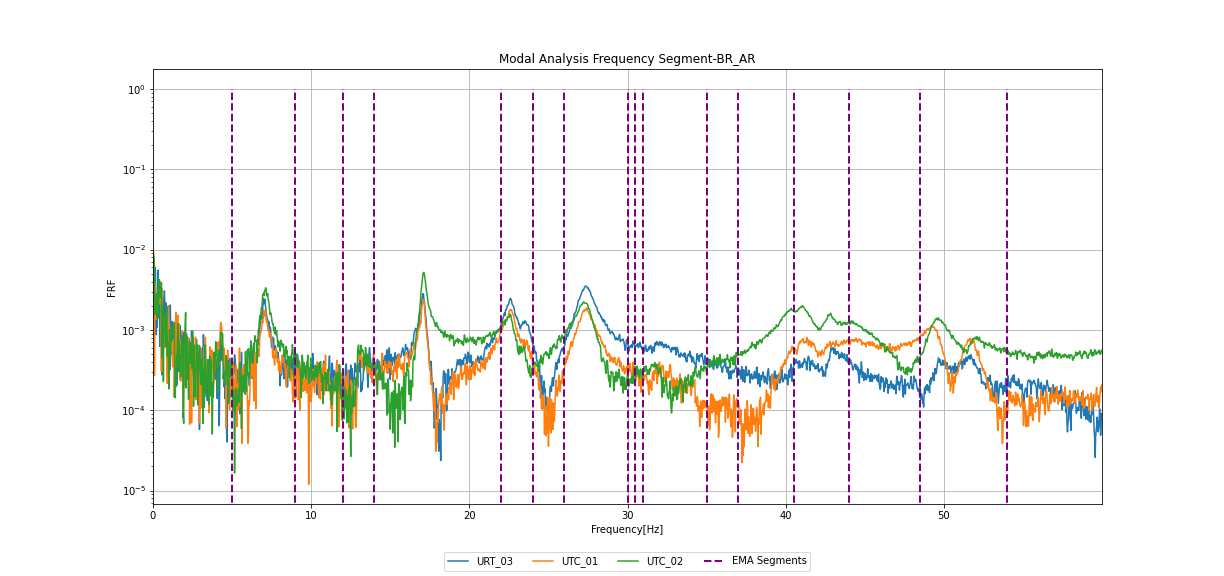 Modal Analysis Frequency Segment-BR_AR
FRF
10⁰
10⁻¹
10⁻²
10⁻³
10⁻⁴
10⁻⁵
0 10 20 30 40 50
Frequency[Hz]
URT_03 UTC_01 UTC_02 EMA Segments